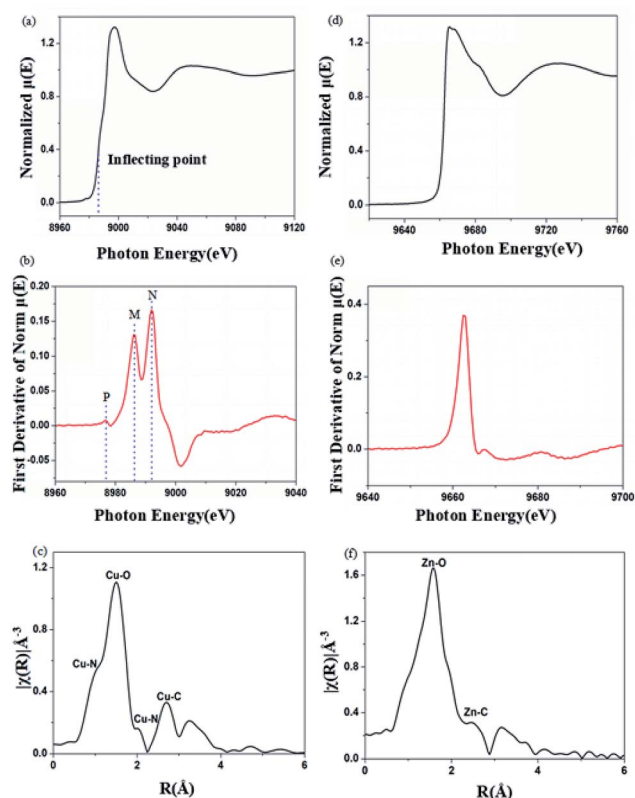 (a)
Normalized μ(E)
1.2
0.8
0.4
0.0
Inflecting point
8960 9000 9040 9080 9120
Photon Energy(eV)
(d)
Normalized μ(E)
1.2
0.8
0.4
0.0
9640 9680 9720 9760
Photon Energy(eV)
(b)
First Derivative of Norm μ(E)
0.20
0.15
0.10
0.05
0.00
-0.05
P M N
8960 8980 9000 9020 9040
Photon Energy(eV)
(e)
First Derivative of Norm μ(E)
0.4
0.2
0.0
9640 9660 9680 9700
Photon Energy(eV)
(c)
|χ(R)|Å⁻³
1.2
0.8
0.4
0.0
Cu-N
Cu-O
Cu-N
Cu-C
0 2 4 6
R(Å)
(f)
|χ(R)|Å⁻³
1.6
1.2
0.8
0.4
0.0
Zn-O
Zn-C
0 2 4 6
R(Å)